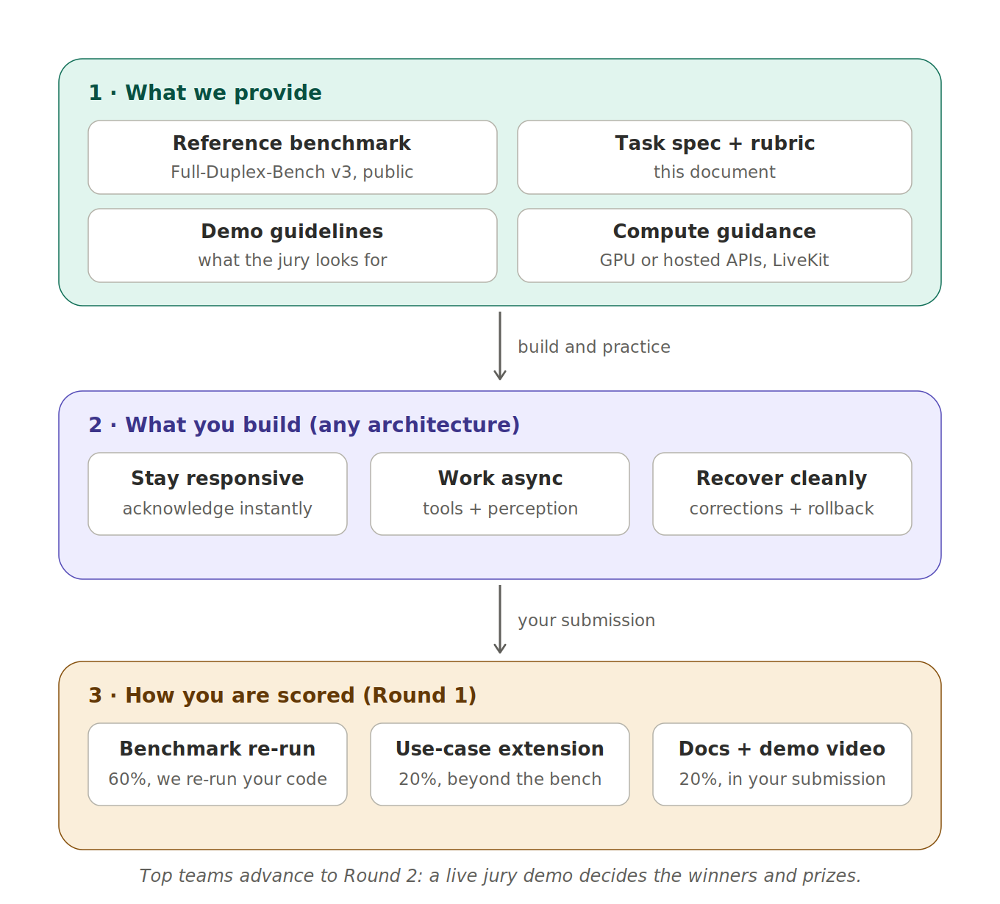 1 · What we provide
Reference benchmark
Full-Duplex-Bench v3, public
Task spec + rubric
this document
Demo guidelines
what the jury looks for
Compute guidance
GPU or hosted APIs, LiveKit
build and practice
2 · What you build (any architecture)
Stay responsive
acknowledge instantly
Work async
tools + perception
Recover cleanly
corrections + rollback
your submission
3 · How you are scored (Round 1)
Benchmark re-run
60%, we re-run your code
Use-case extension
20%, beyond the bench
Docs + demo video
20%, in your submission
Top teams advance to Round 2: a live jury demo decides the winners and prizes.